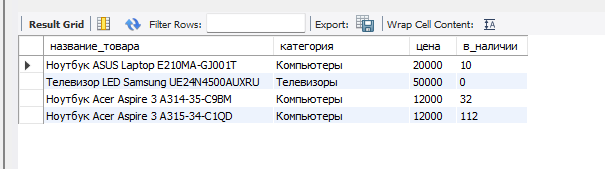 Result Grid Filter Rows: Export: Wrap Cell Content:
название_товара категория цена в_наличии
Ноутбук ASUS Laptop E210MA-GJ001T Компьютеры 20000 10
Телевизор LED Samsung UE24N4500AUXRU Телевизоры 50000 0
Ноутбук Acer Aspire 3 A314-35-C9BM Компьютеры 12000 32
Ноутбук Acer Aspire 3 A315-34-C1QD Компьютеры 12000 112